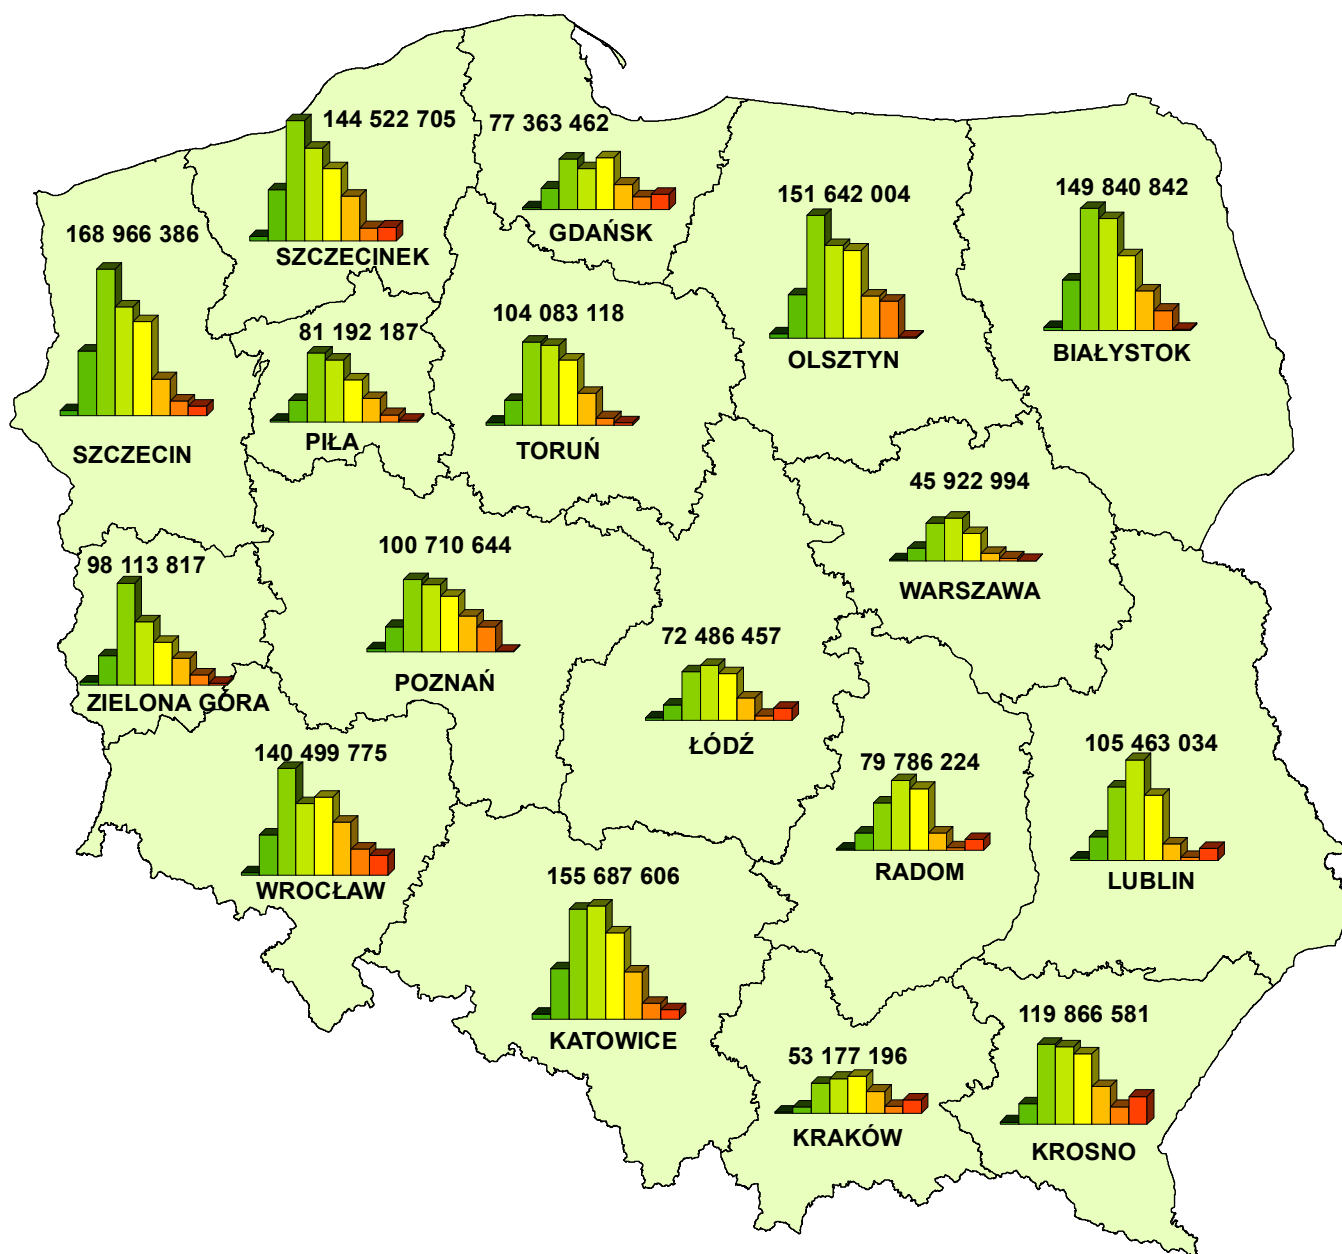 144 522 705
SZCZECINEK
77 363 462
GDAŃSK
151 642 004
OLSZTYN
149 840 842
BIAŁYSTOK
168 966 386
SZCZECIN
81 192 187
PIŁA
104 083 118
TORUŃ
45 922 994
WARSZAWA
98 113 817
ZIELONA GÓRA
100 710 644
POZNAŃ
72 486 457
ŁÓDŹ
140 499 775
WROCŁAW
79 786 224
RADOM
105 463 034
LUBLIN
155 687 606
KATOWICE
53 177 196
KRAKÓW
119 866 581
KROSNO